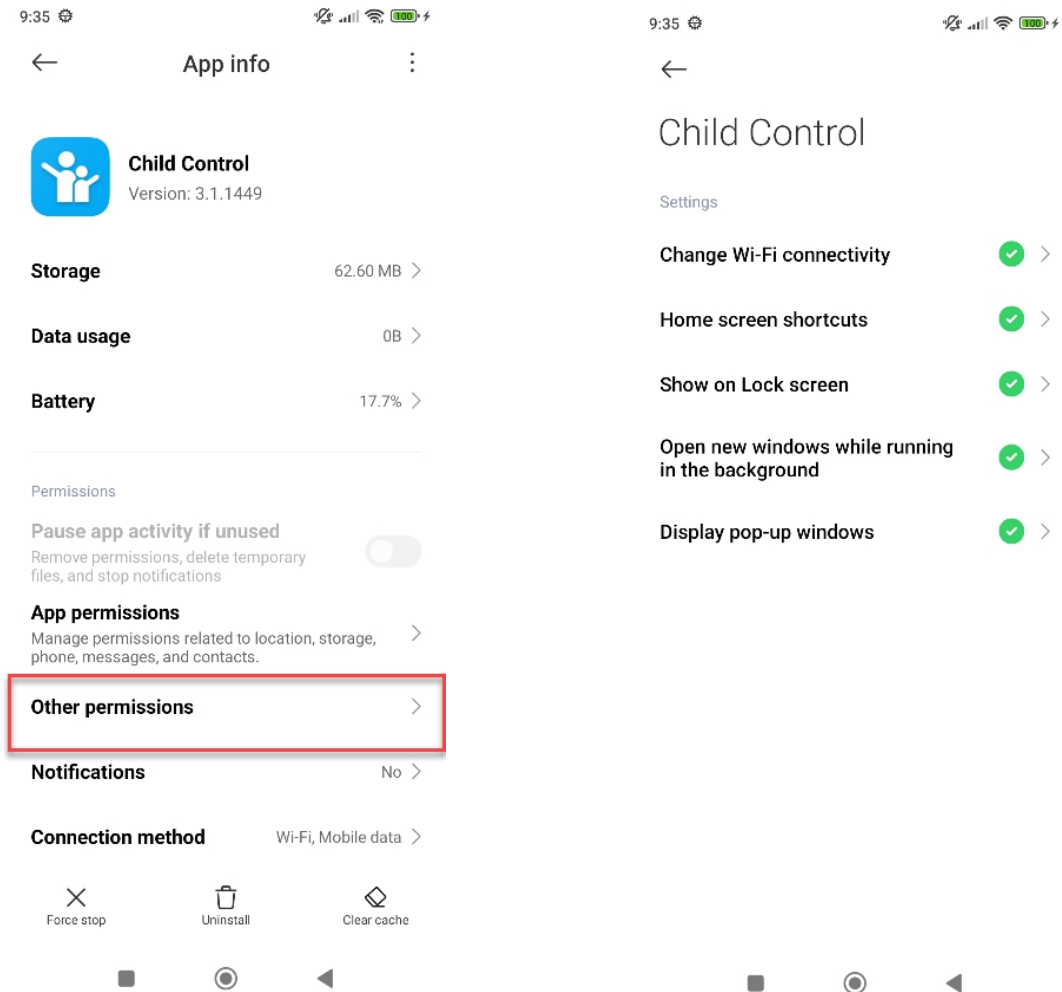 9:35
100
App info
Child Control
Version: 3.1.1449
Storage 62.60 MB
Data usage 0B
Battery 17.7%
Permissions
Pause app activity if unused
Remove permissions, delete temporary
files, and stop notifications
App permissions
Manage permissions related to location, storage,
phone, messages, and contacts.
Other permissions
Notifications No
Connection method Wi-Fi, Mobile data
Force stop Uninstall Clear cache
9:35
100
Child Control
Settings
Change Wi-Fi connectivity
Home screen shortcuts
Show on Lock screen
Open new windows while running
in the background
Display pop-up windows